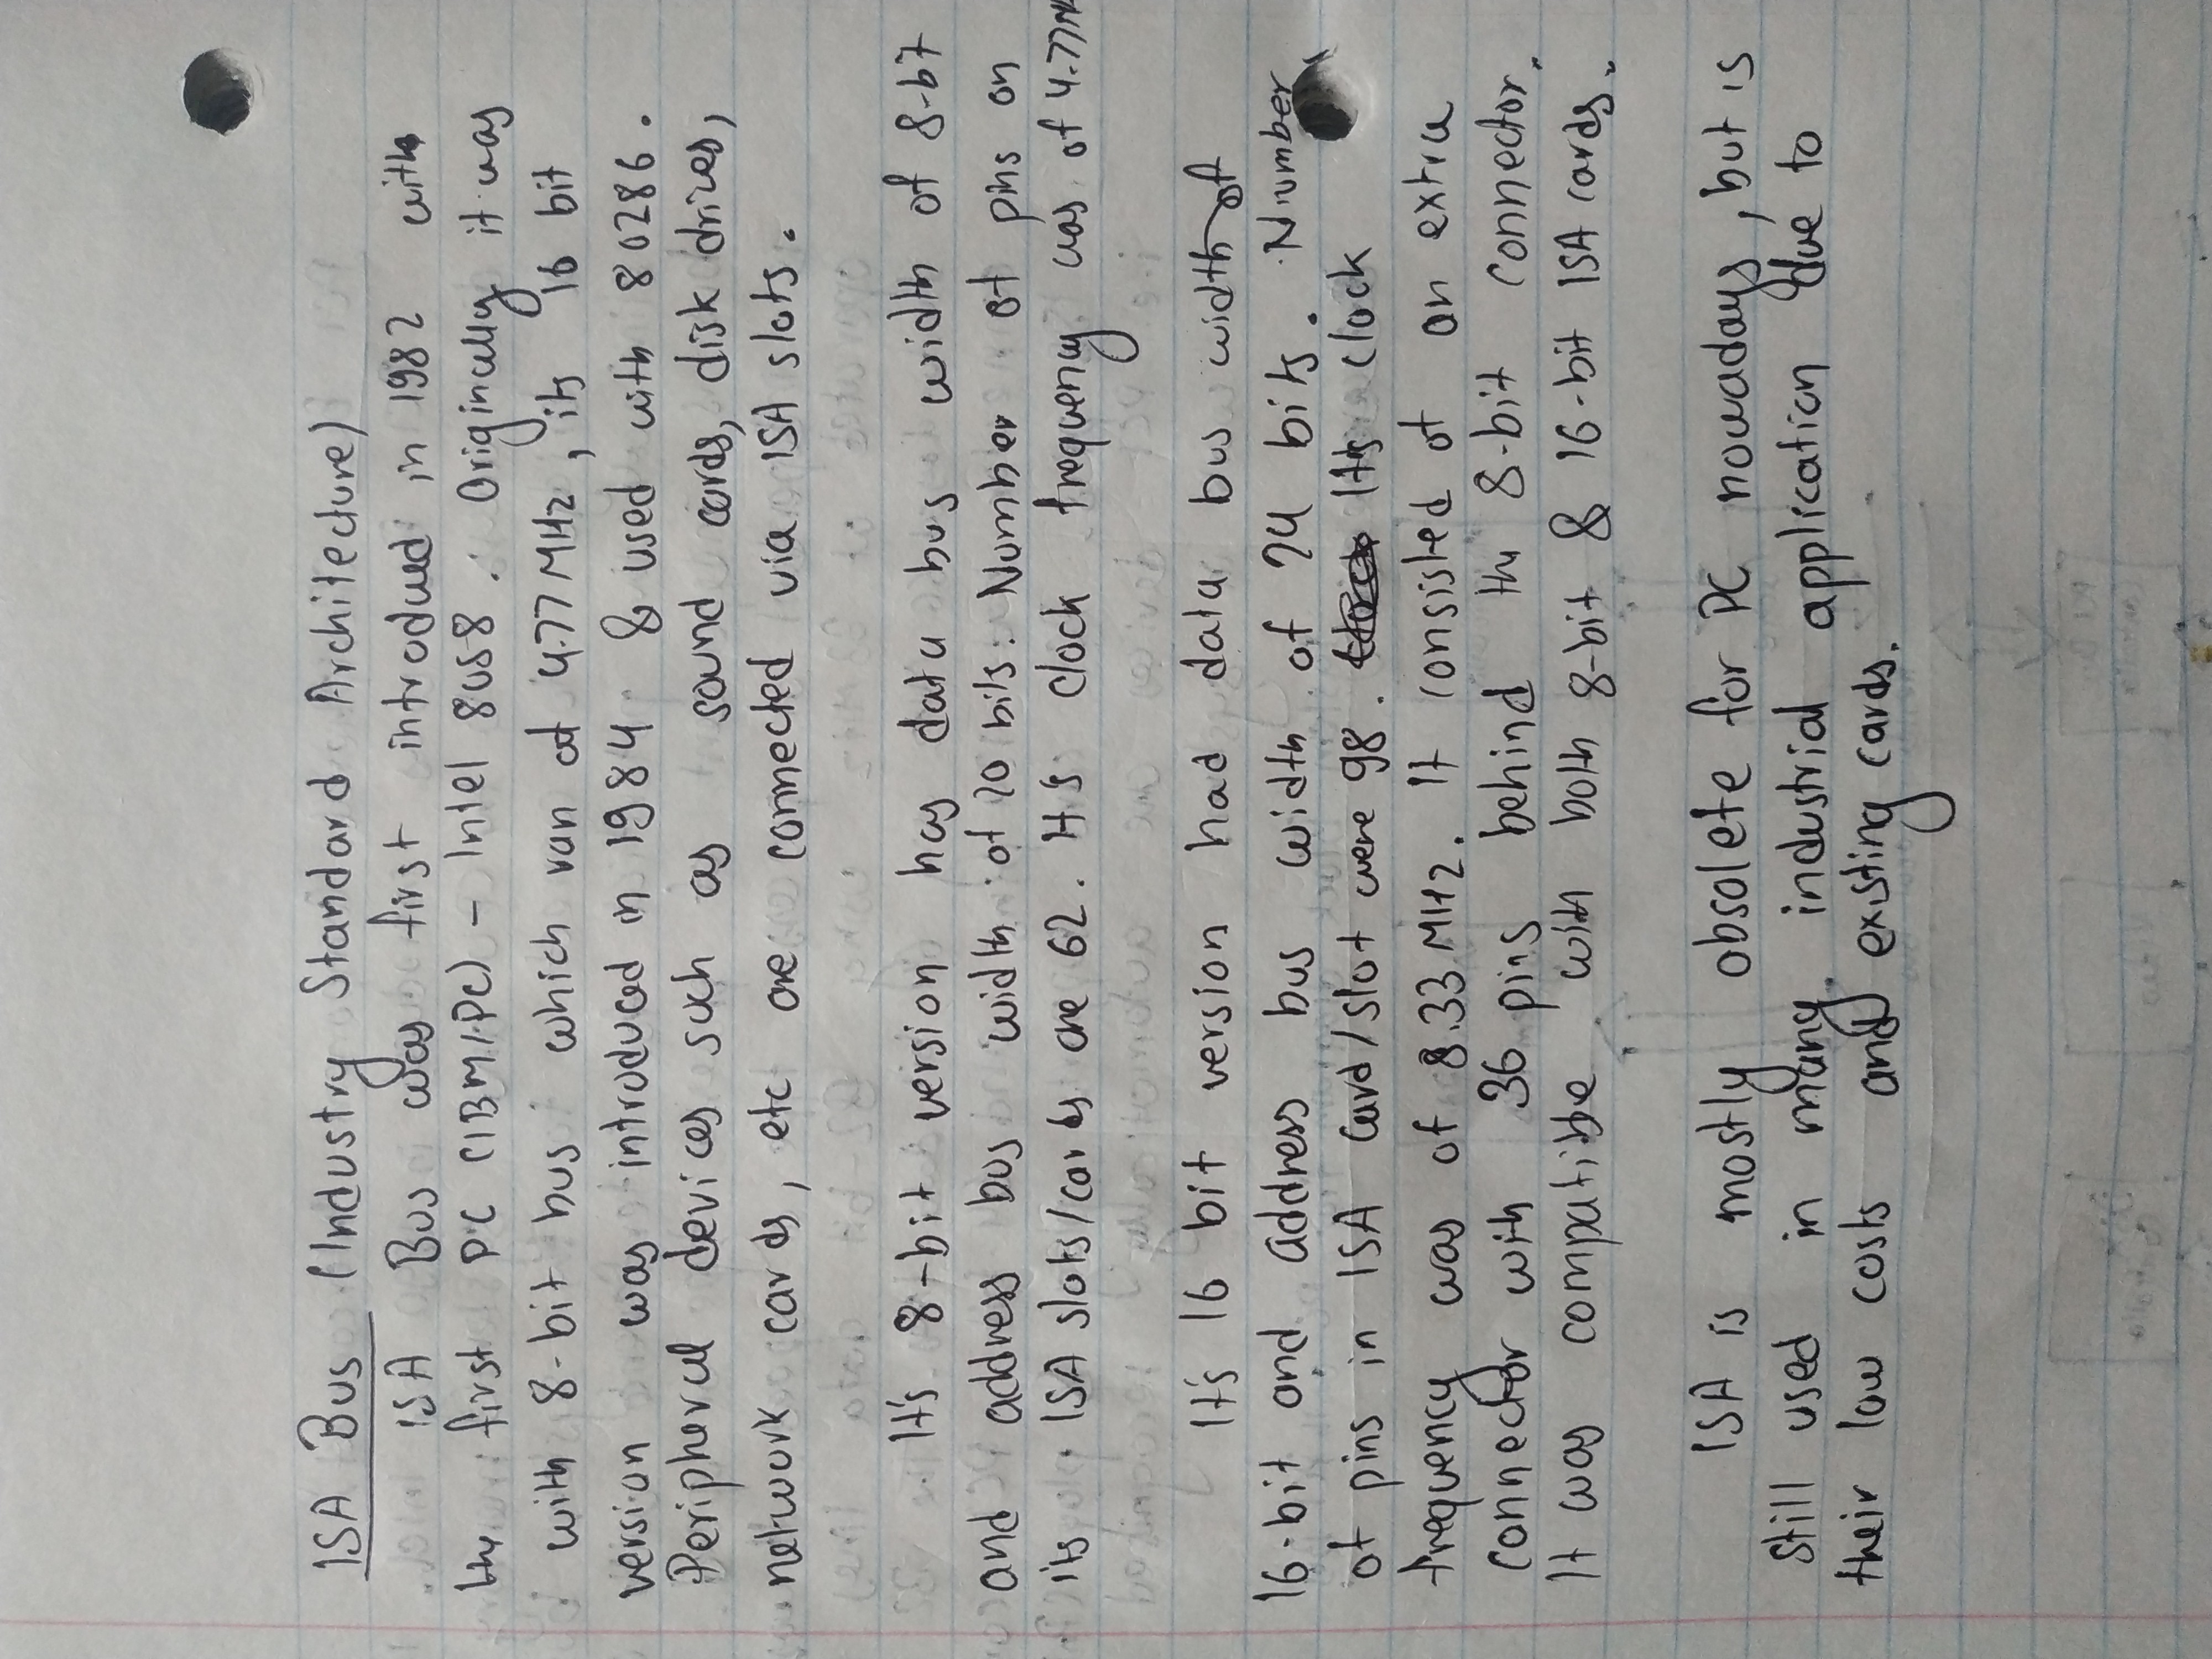 ISA Bus (Industry Standard Architecture)
ISA Bus was first introdued in 1982 with
the first PC (IBM/PC) - Intel 8088. Originally it was
with 8-bit bus which ran at 4.77 MHz, its 16 bit
version was introduced in 1984 & used with 80286.
Peripheral devices such as sound cards, disk drives,
network cards, etc are connected via ISA slots.
It's 8-bit version has data bus width of 8-bit
and address bus width of 20 bits. Number of pins on
its ISA slots/cards are 62. Its clock frequency was of 4.77
It's 16 bit version had data bus width of
16-bit and address bus width of 24 bits. Number
of pins in ISA card/slot were 98. Its clock
frequency was of 8.33 MHz. It consisted of an extra
connector with 36 pins behind the 8-bit connector.
It was compatible with both 8-bit & 16-bit ISA cards.
ISA is mostly obsolete for PC nowadays, but is
still used in many industrial application due to
their low costs and existing cards.